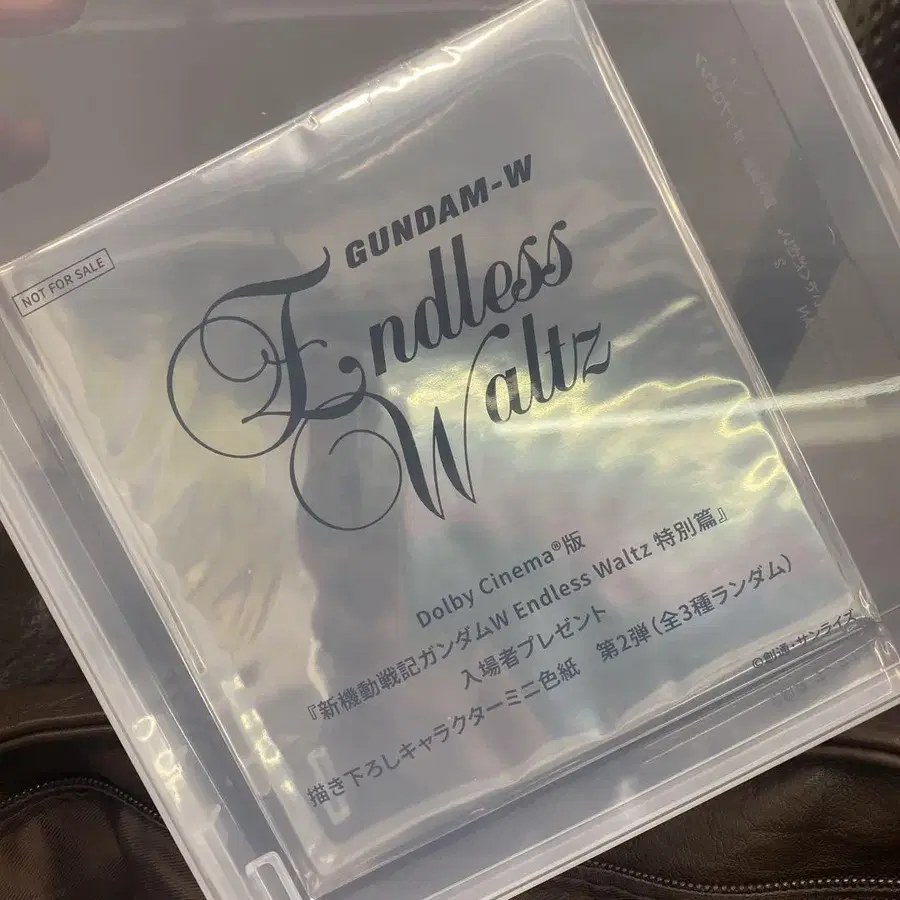 NOT FOR SALE
GUNDAM-W
Endless
Waltz
Dolby Cinema®版
『新機動戦記ガンダムW Endless Waltz 特別篇』
入場者プレゼント
描き下ろしキャラクターミニ色紙　第2弾(全3種ランダム)
©創通・サンライズ